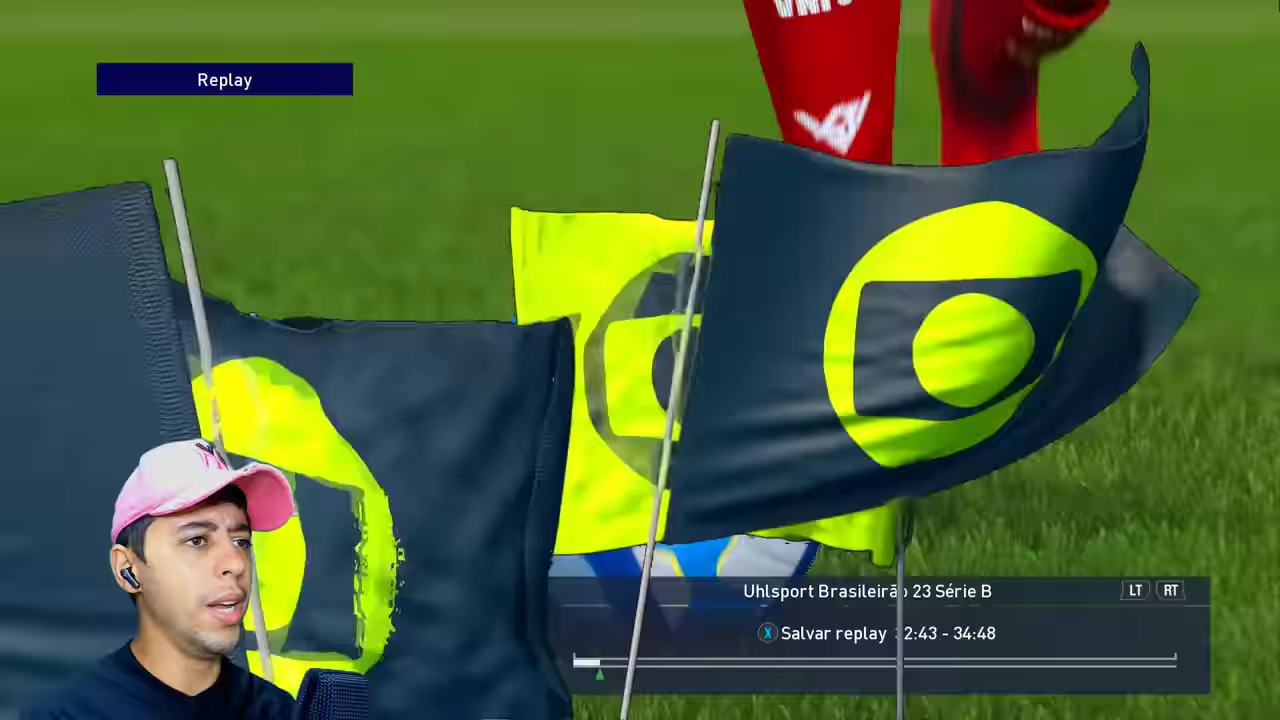 Replay
Uhlsport Brasileirão 23 Série B
LT RT
X Salvar replay 2:43 - 34:48